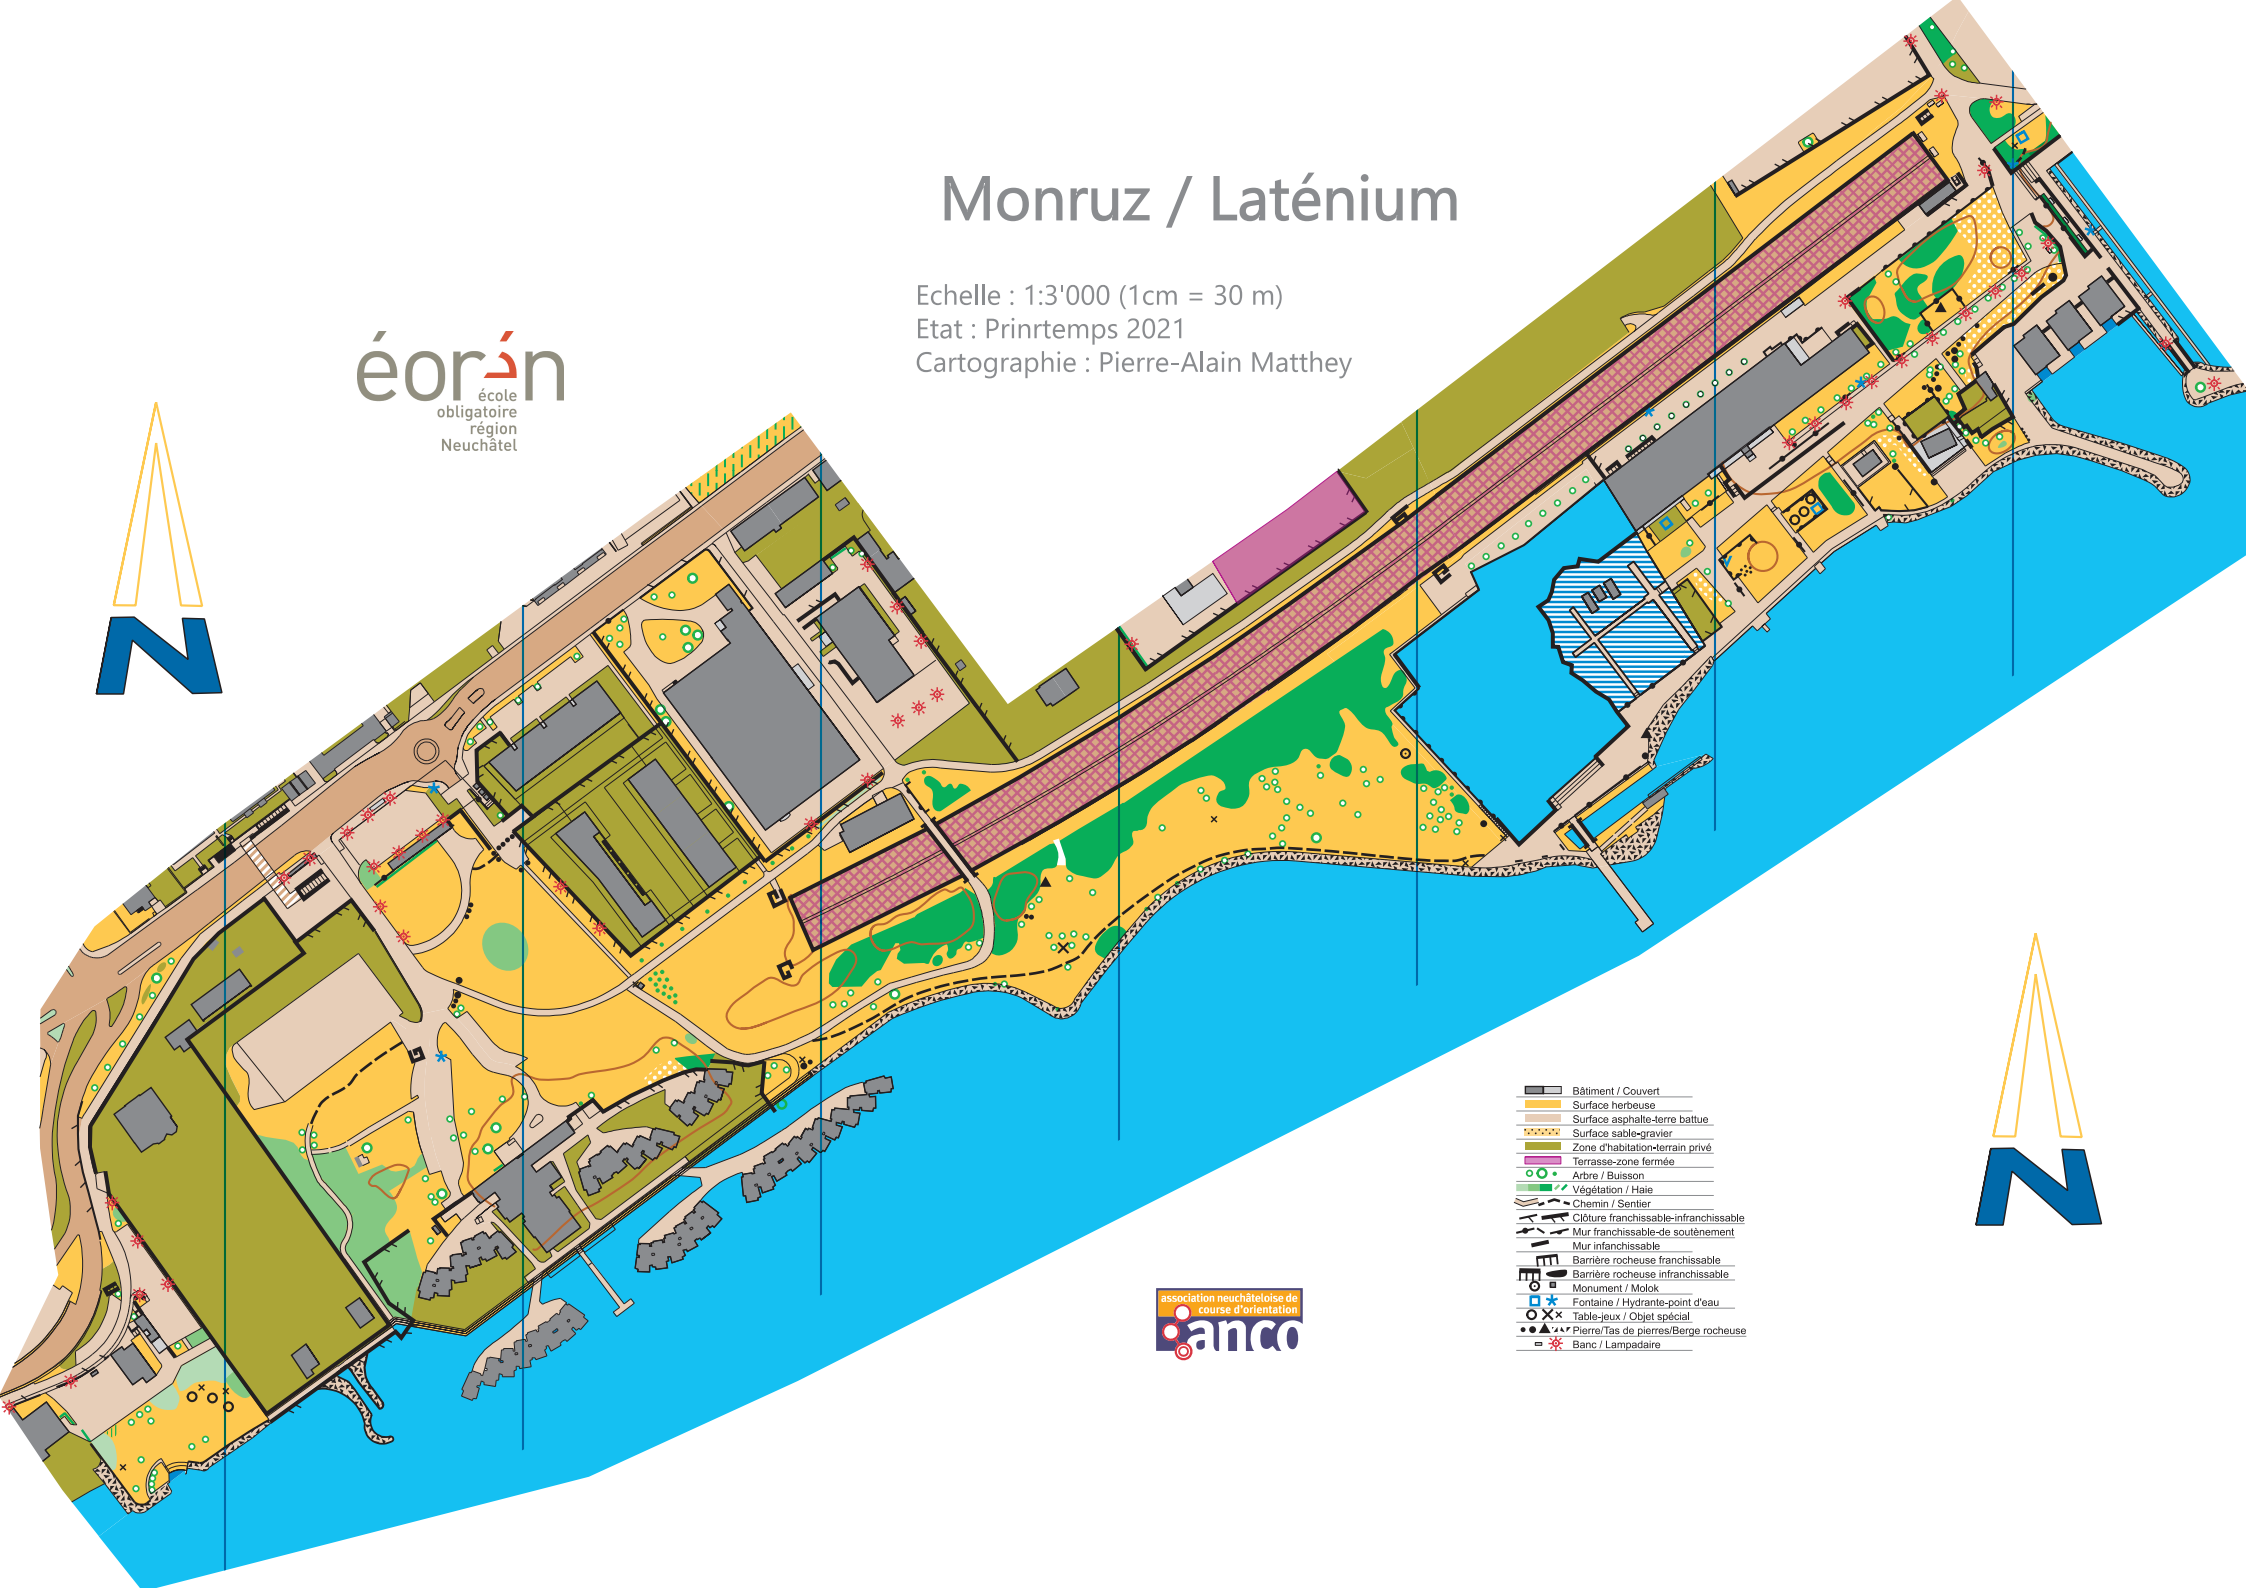 Monruz / Laténium
Echelle : 1:3'000 (1cm = 30 m)
Etat : Prinrtemps 2021
Cartographie : Pierre-Alain Matthey
éorén
école
obligatoire
région
Neuchâtel
N
N
Bâtiment / Couvert
Surface herbeuse
Surface asphalte-terre battue
Surface sable-gravier
Zone d'habitation-terrain privé
Terrasse-zone fermée
Arbre / Buisson
Végétation / Haie
Chemin / Sentier
Clôture franchissable-infranchissable
Mur franchissable-de soutènement
Mur infanchissable
Barrière rocheuse franchissable
Barrière rocheuse infranchissable
Monument / Molok
Fontaine / Hydrante-point d'eau
Table-jeux / Objet spécial
Pierre/Tas de pierres/Berge rocheuse
Banc / Lampadaire
association neuchâteloise de
course d'orientation
anco